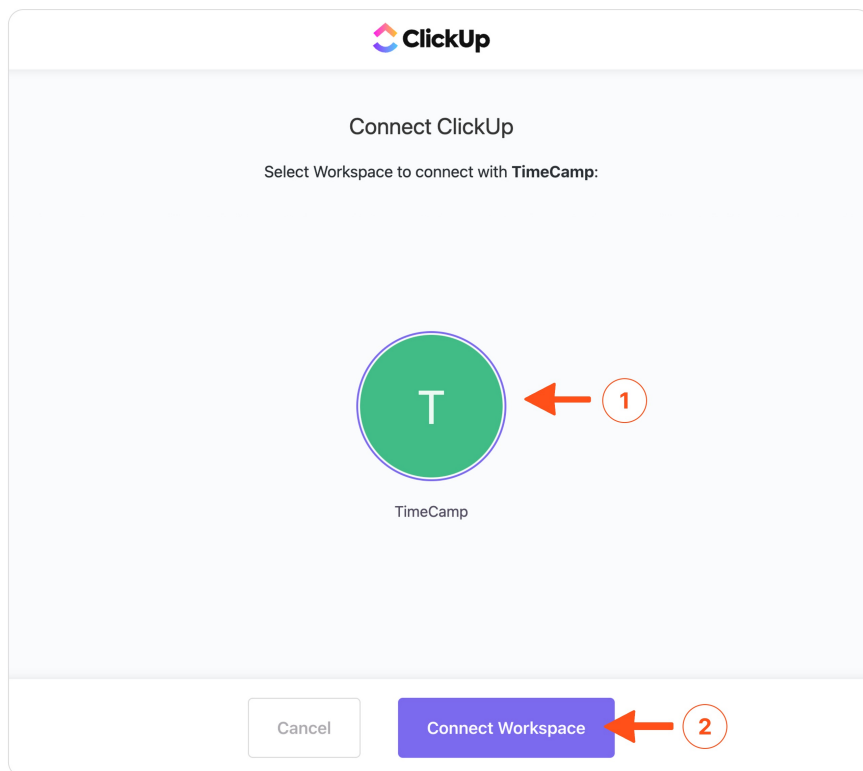 ClickUp
Connect ClickUp
Select Workspace to connect with TimeCamp:
T
1
TimeCamp
Cancel
Connect Workspace
2